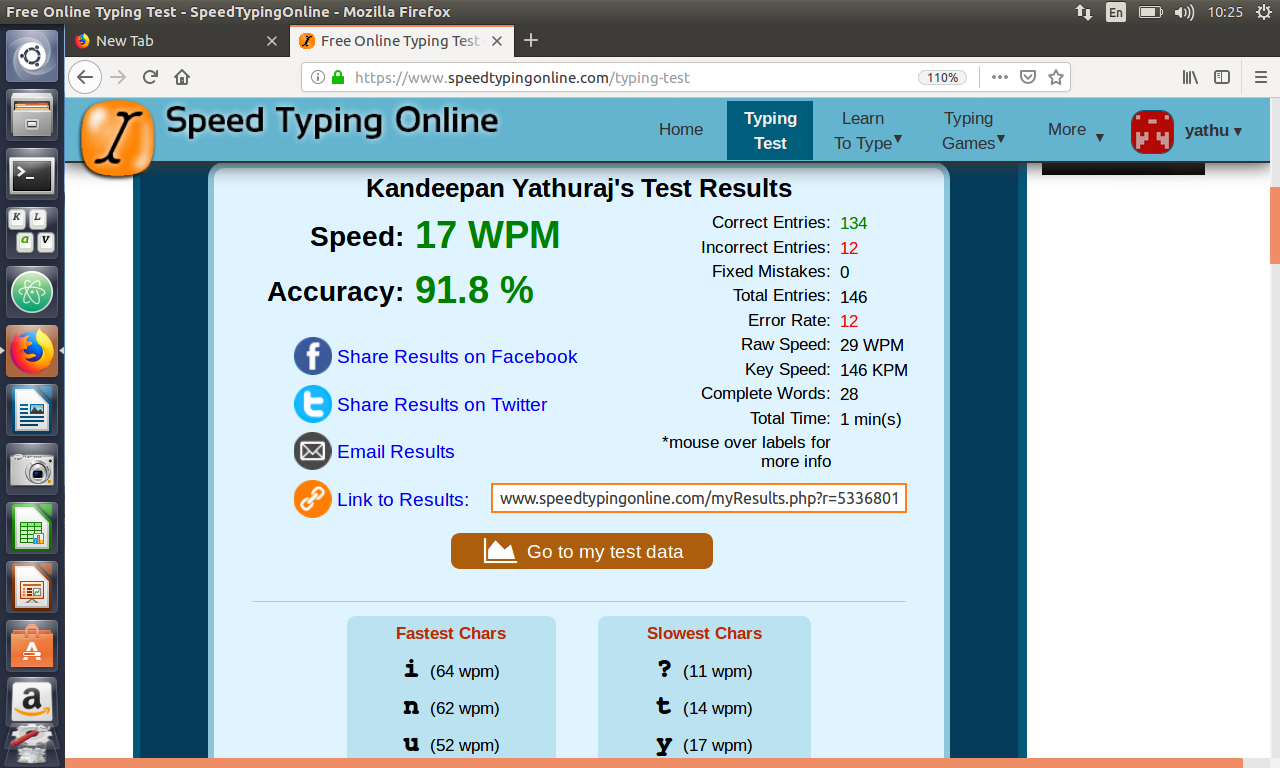 Free Online Typing Test - SpeedTypingOnline - Mozilla Firefox
En
10:25
New Tab
Free Online Typing Test
https://www.speedtypingonline.com/typing-test
110%
Speed Typing Online
Home
Typing Test
Learn To Type
Typing Games
More
yathu
Kandeepan Yathuraj's Test Results
Speed: 17 WPM
Accuracy: 91.8 %
Share Results on Facebook
Share Results on Twitter
Email Results
Link to Results: www.speedtypingonline.com/myResults.php?r=5336801
Correct Entries: 134
Incorrect Entries: 12
Fixed Mistakes: 0
Total Entries: 146
Error Rate: 12
Raw Speed: 29 WPM
Key Speed: 146 KPM
Complete Words: 28
Total Time: 1 min(s)
*mouse over labels for
more info
Go to my test data
Fastest Chars
i (64 wpm)
n (62 wpm)
u (52 wpm)
Slowest Chars
? (11 wpm)
t (14 wpm)
y (17 wpm)
K L
a v